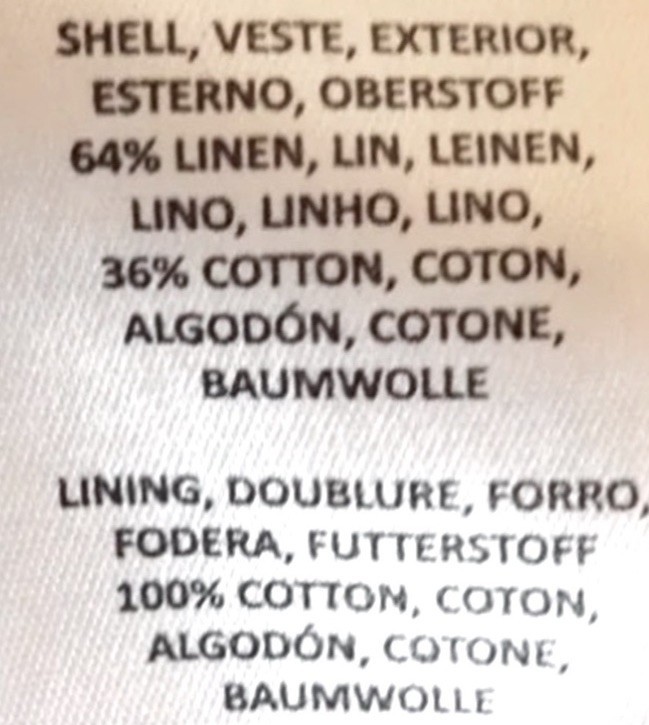 SHELL, VESTE, EXTERIOR,
ESTERNO, OBERSTOFF
64% LINEN, LIN, LEINEN,
LINO, LINHO, LINO,
36% COTTON, COTON,
ALGODÓN, COTONE,
BAUMWOLLE
LINING, DOUBLURE, FORRO,
FODERA, FUTTERSTOFF
100% COTTON, COTON,
ALGODÓN, COTONE,
BAUMWOLLE